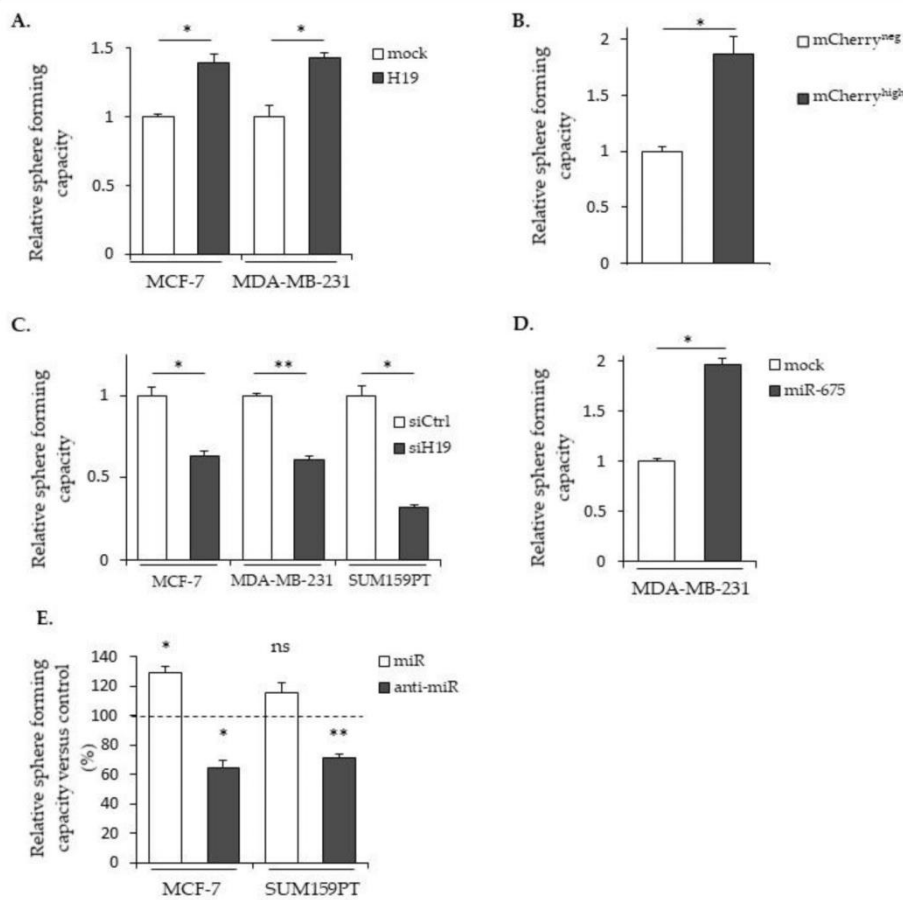 A.
Relative sphere forming
capacity
1.5
1
0.5
0
*
*
mock
H19
MCF-7
MDA-MB-231
B.
Relative sphere forming
capacity
2
1.5
1
0.5
0
*
mCherryⁿᵉᵍ
mCherryʰⁱᵍʰ
C.
Relative sphere forming
capacity
1
0.5
0
*
**
*
siCtrl
siH19
MCF-7
MDA-MB-231
SUM159PT
D.
Relative sphere forming
capacity
2
1.5
1
0.5
0
*
mock
miR-675
MDA-MB-231
E.
Relative sphere forming
capacity versus control
(%)
140
120
100
80
60
40
20
0
*
ns
*
**
miR
anti-miR
MCF-7
SUM159PT